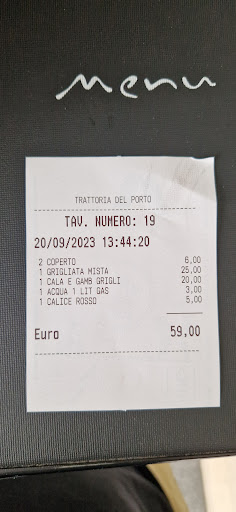 Menu
TRATTORIA DEL PORTO
TAV. NUMERO: 19
20/09/2023 13:44:20
2 COPERTO 6,00
1 GRIGLIATA MISTA 25,00
1 CALA E GAMB GRIGLI 20,00
1 ACQUA 1 LIT GAS 3,00
1 CALICE ROSSO 5,00
Euro 59,00